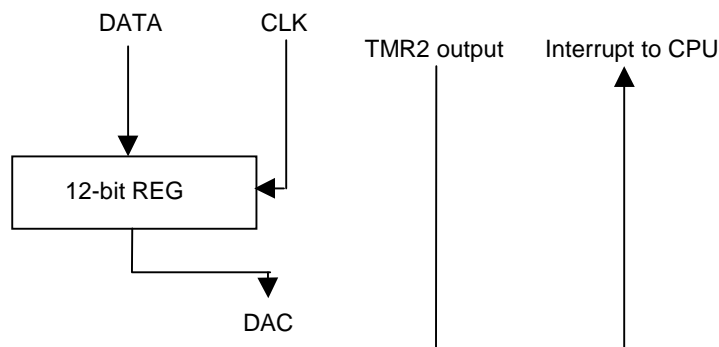 DATA
CLK
TMR2 output
Interrupt to CPU
12-bit REG
DAC